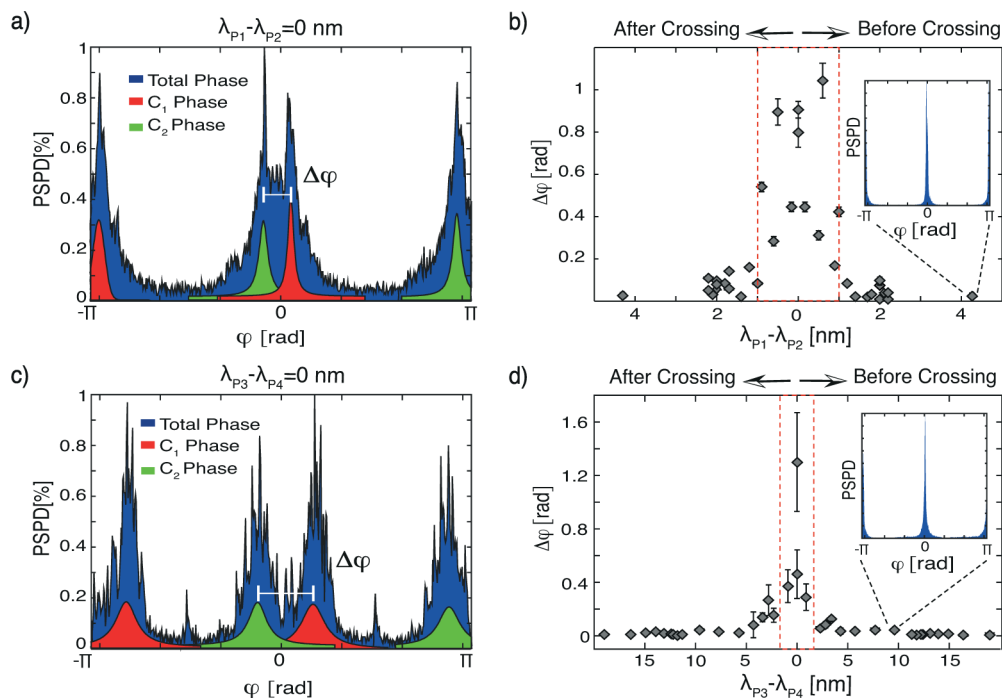 a)
λP1-λP2=0 nm
PSPD[%]
1
0.8
0.6
0.4
0.2
0
Total Phase
C1 Phase
C2 Phase
Δφ
-π 0 π
φ [rad]
b)
After Crossing Before Crossing
Δφ [rad]
1
0.8
0.6
0.4
0.2
PSPD
-π 0 π
φ [rad]
4 2 0 2 4
λP1-λP2 [nm]
c)
λP3-λP4=0 nm
PSPD[%]
1
0.8
0.6
0.4
0.2
0
Total Phase
C1 Phase
C2 Phase
Δφ
-π 0 π
φ [rad]
d)
After Crossing Before Crossing
Δφ [rad]
1.6
1.2
0.8
0.4
0
PSPD
-π 0 π
φ [rad]
15 10 5 0 5 10 15
λP3-λP4 [nm]